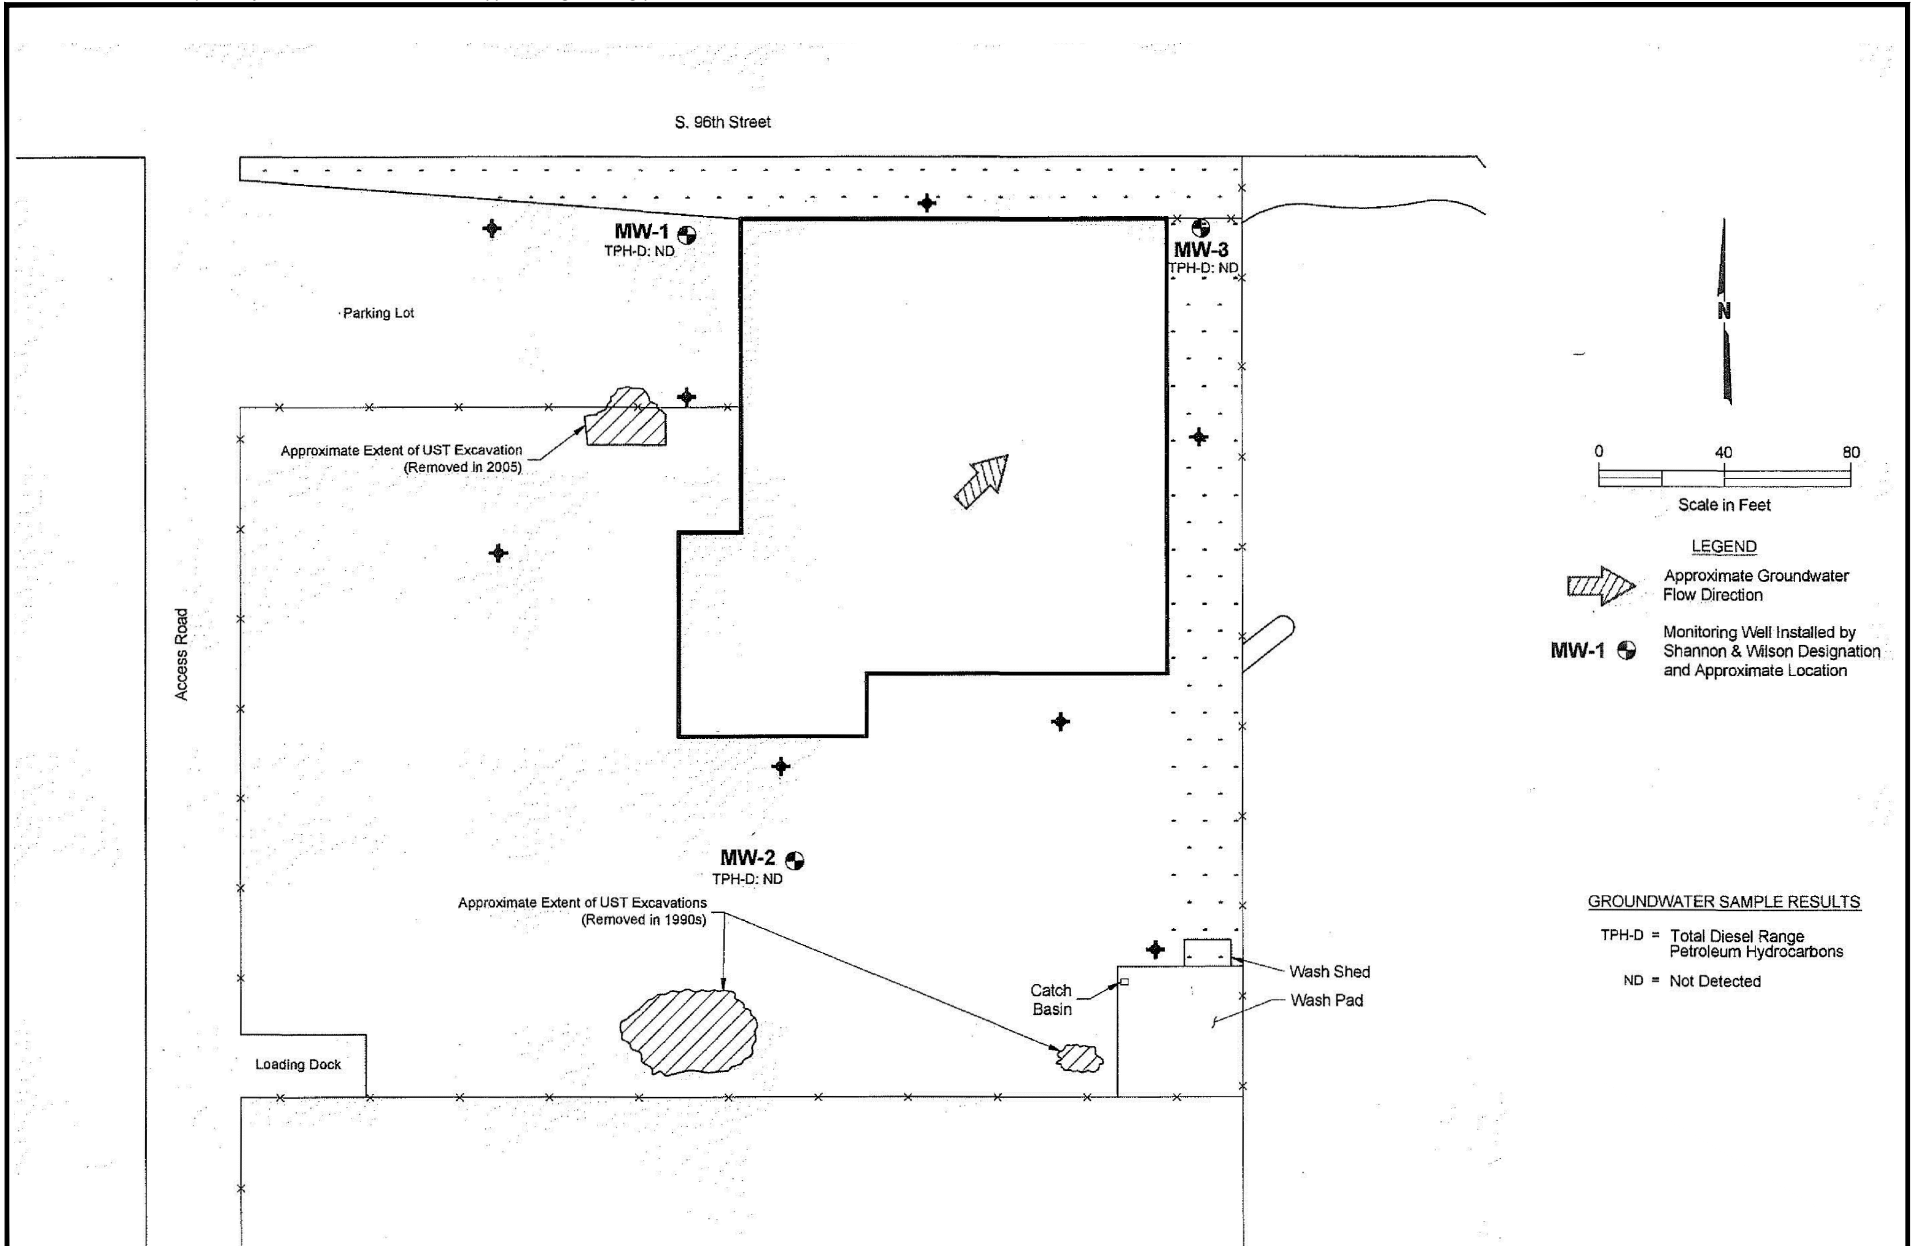 S. 96th Street
MW-1
TPH-D: ND
MW-3
TPH-D: ND
Parking Lot
N
Approximate Extent of UST Excavation
(Removed in 2005)
0 40 80
Scale in Feet
LEGEND
Approximate Groundwater
Flow Direction
MW-1
Monitoring Well Installed by
Shannon & Wilson Designation
and Approximate Location
Access Road
MW-2
TPH-D: ND
Approximate Extent of UST Excavations
(Removed in 1990s)
Wash Shed
Wash Pad
Catch
Basin
Loading Dock
GROUNDWATER SAMPLE RESULTS
TPH-D = Total Diesel Range
Petroleum Hydrocarbons
ND = Not Detected